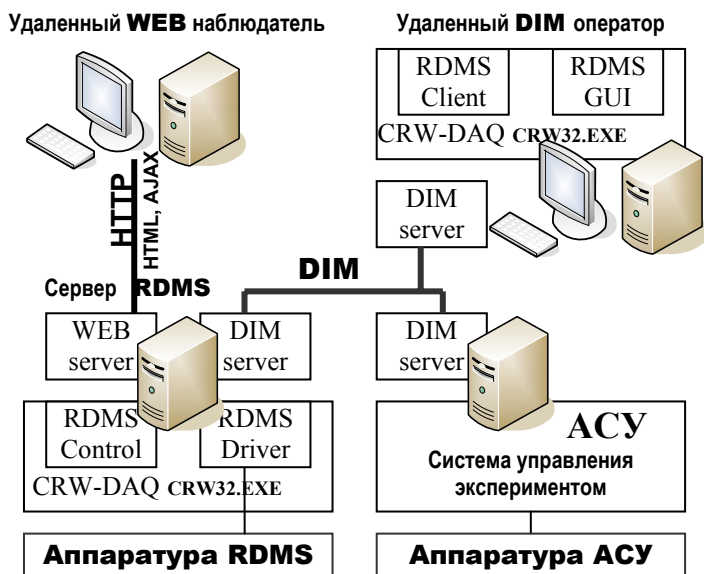 Удаленный WEB наблюдатель
Удаленный DIM оператор
RDMS
Client
RDMS
GUI
CRW-DAQ CRW32.EXE
HTTP
HTML, AJAX
DIM
server
DIM
Сервер RDMS
WEB
server
DIM
server
DIM
server
RDMS
Control
RDMS
Driver
CRW-DAQ CRW32.EXE
АСУ
Система управления
экспериментом
Аппаратура RDMS
Аппаратура АСУ